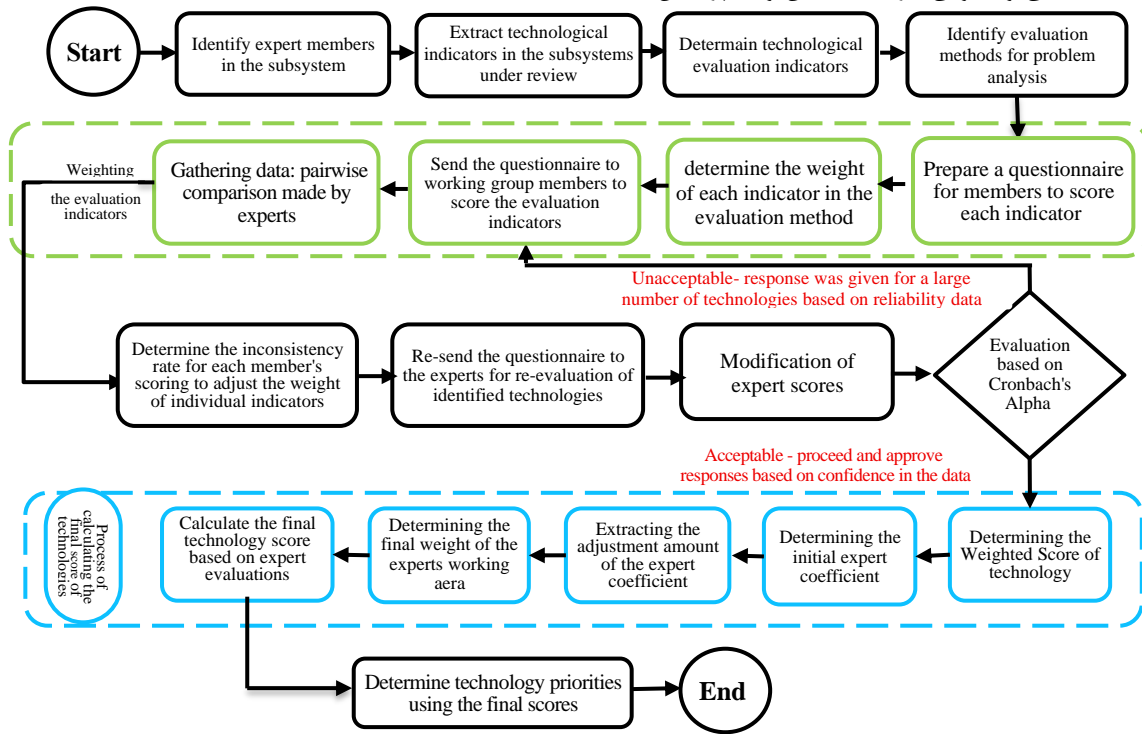 Start
Identify expert members
in the subsystem
Extract technological
indicators in the subsystems
under review
Determain technological
evaluation indicators
Identify evaluation
methods for problem
analysis
Weighting
the evaluation
indicators
Gathering data: pairwise
comparison made by
experts
Send the questionnaire to
working group members to
score the evaluation
indicators
determine the weight
of each indicator in the
evaluation method
Prepare a questionnaire
for members to score
each indicator
Unacceptable- response was given for a large
number of technologies based on reliability data
Determine the inconsistency
rate for each member's
scoring to adjust the weight
of individual indicators
Re-send the questionnaire to
the experts for re-evaluation of
identified technologies
Modification of
expert scores
Evaluation
based on
Cronbach's
Alpha
Acceptable - proceed and approve
responses based on confidence in the data
Process of
calculating the
final score of
technologies
Calculate the final
technology score
based on expert
evaluations
Determining the
final weight of the
experts working
aera
Extracting the
adjustment amount
of the expert
coefficient
Determining the
initial expert
coefficient
Determining the
Weighted Score of
technology
Determine technology priorities
using the final scores
End